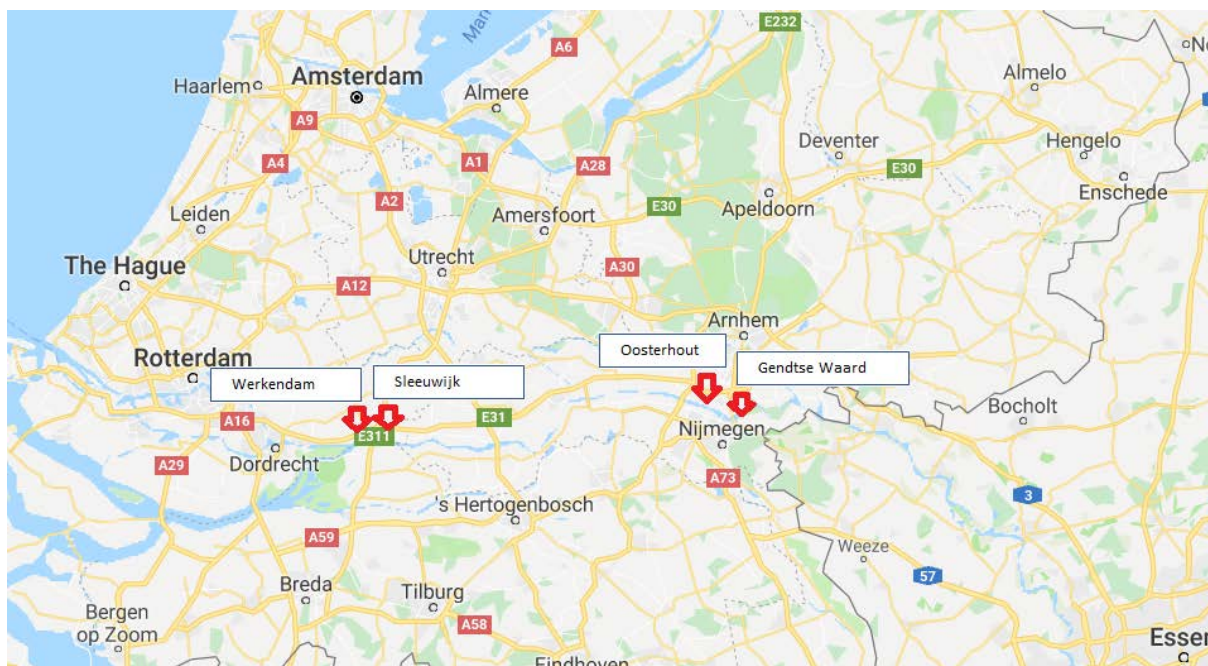 Mar
E232
A6
Haarlem
Amsterdam
Almere
Almelo
A9
Deventer
Hengelo
A4
A1
A28
E30
Enschede
A2
Leiden
Amersfoort
E30
Apeldoorn
The Hague
Utrecht
A30
A12
Arnhem
Rotterdam
Oosterhout
Gendtse Waard
Werkendam
Sleeuwijk
A16
E31
Bocholt
E311
Nijmegen
Dordrecht
A29
A73
's Hertogenbosch
3
A59
Weeze
57
Breda
Tilburg
Bergen
op Zoom
A58
Essen
Eindhoven